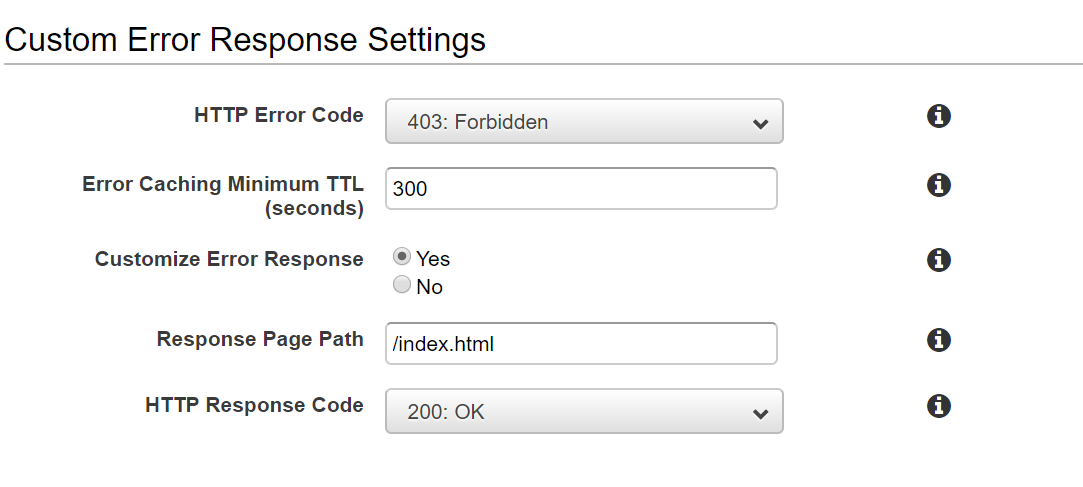 Custom Error Response Settings
HTTP Error Code
403: Forbidden
Error Caching Minimum TTL
(seconds)
300
Customize Error Response
Yes
No
Response Page Path
/index.html
HTTP Response Code
200: OK